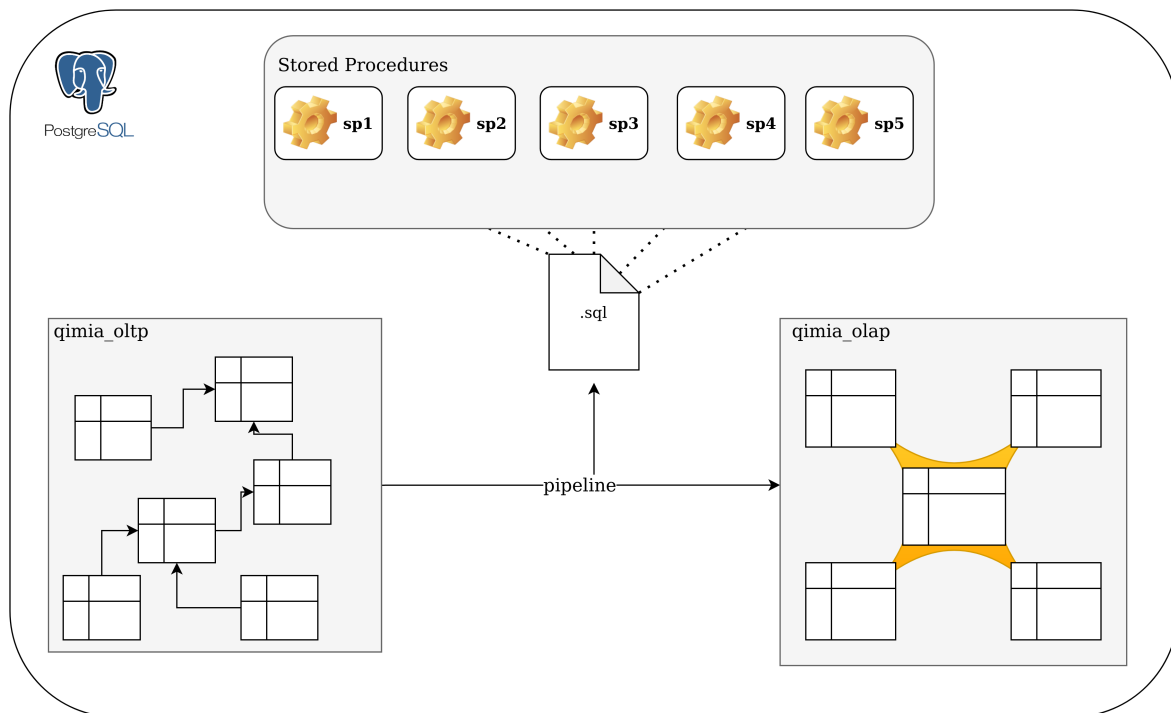 Stored Procedures
PostgreSQL
sp1
sp2
sp3
sp4
sp5
.sql
qimia_oltp
qimia_olap
pipeline